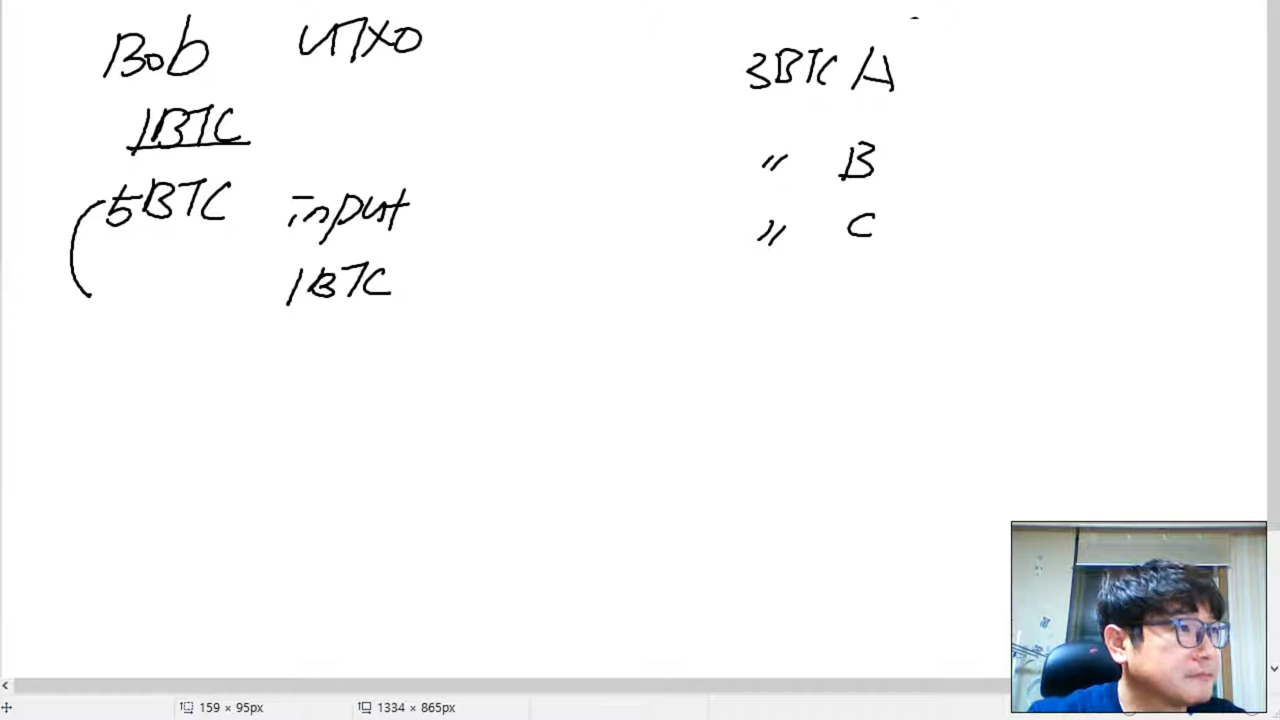 Bob UTXO
1BTC
5BTC input
1BTC
3BTC A
〃 B
〃 C
159 × 95px
1334 × 865px